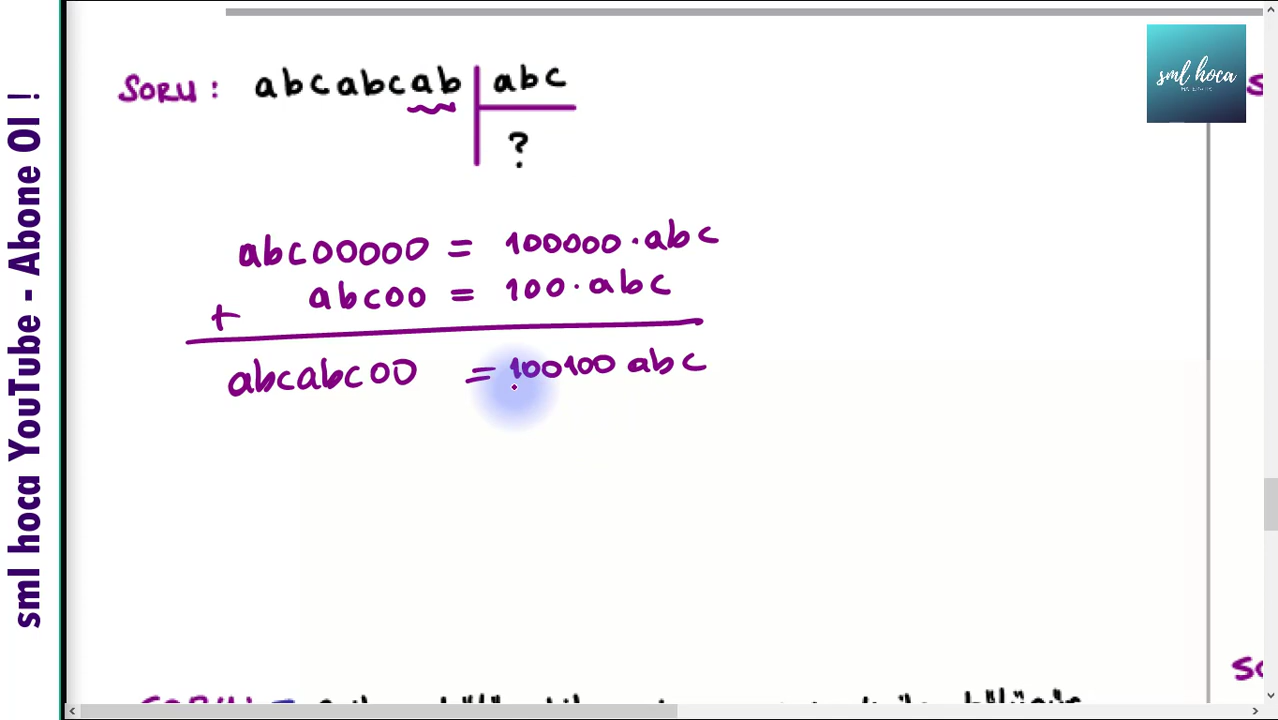 sml hoca YouTube - Abone Ol !
sml hoca
SORU : abcabcab | abc
?
abc00000 = 100000·abc
+ abc00 = 100·abc
abcabc00 = 100100 abc